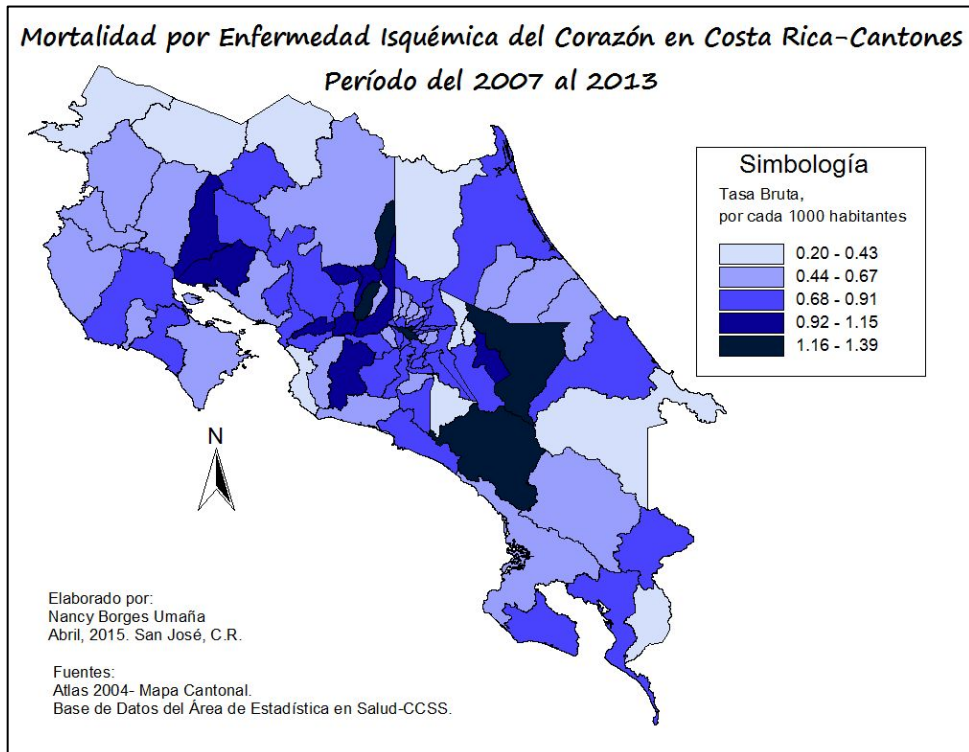 Mortalidad por Enfermedad Isquémica del Corazón en Costa Rica-Cantones
Período del 2007 al 2013
Simbología
Tasa Bruta,
por cada 1000 habitantes
0.20 - 0.43
0.44 - 0.67
0.68 - 0.91
0.92 - 1.15
1.16 - 1.39
N
Elaborado por:
Nancy Borges Umaña
Abril, 2015. San José, C.R.
Fuentes:
Atlas 2004- Mapa Cantonal.
Base de Datos del Área de Estadística en Salud-CCSS.